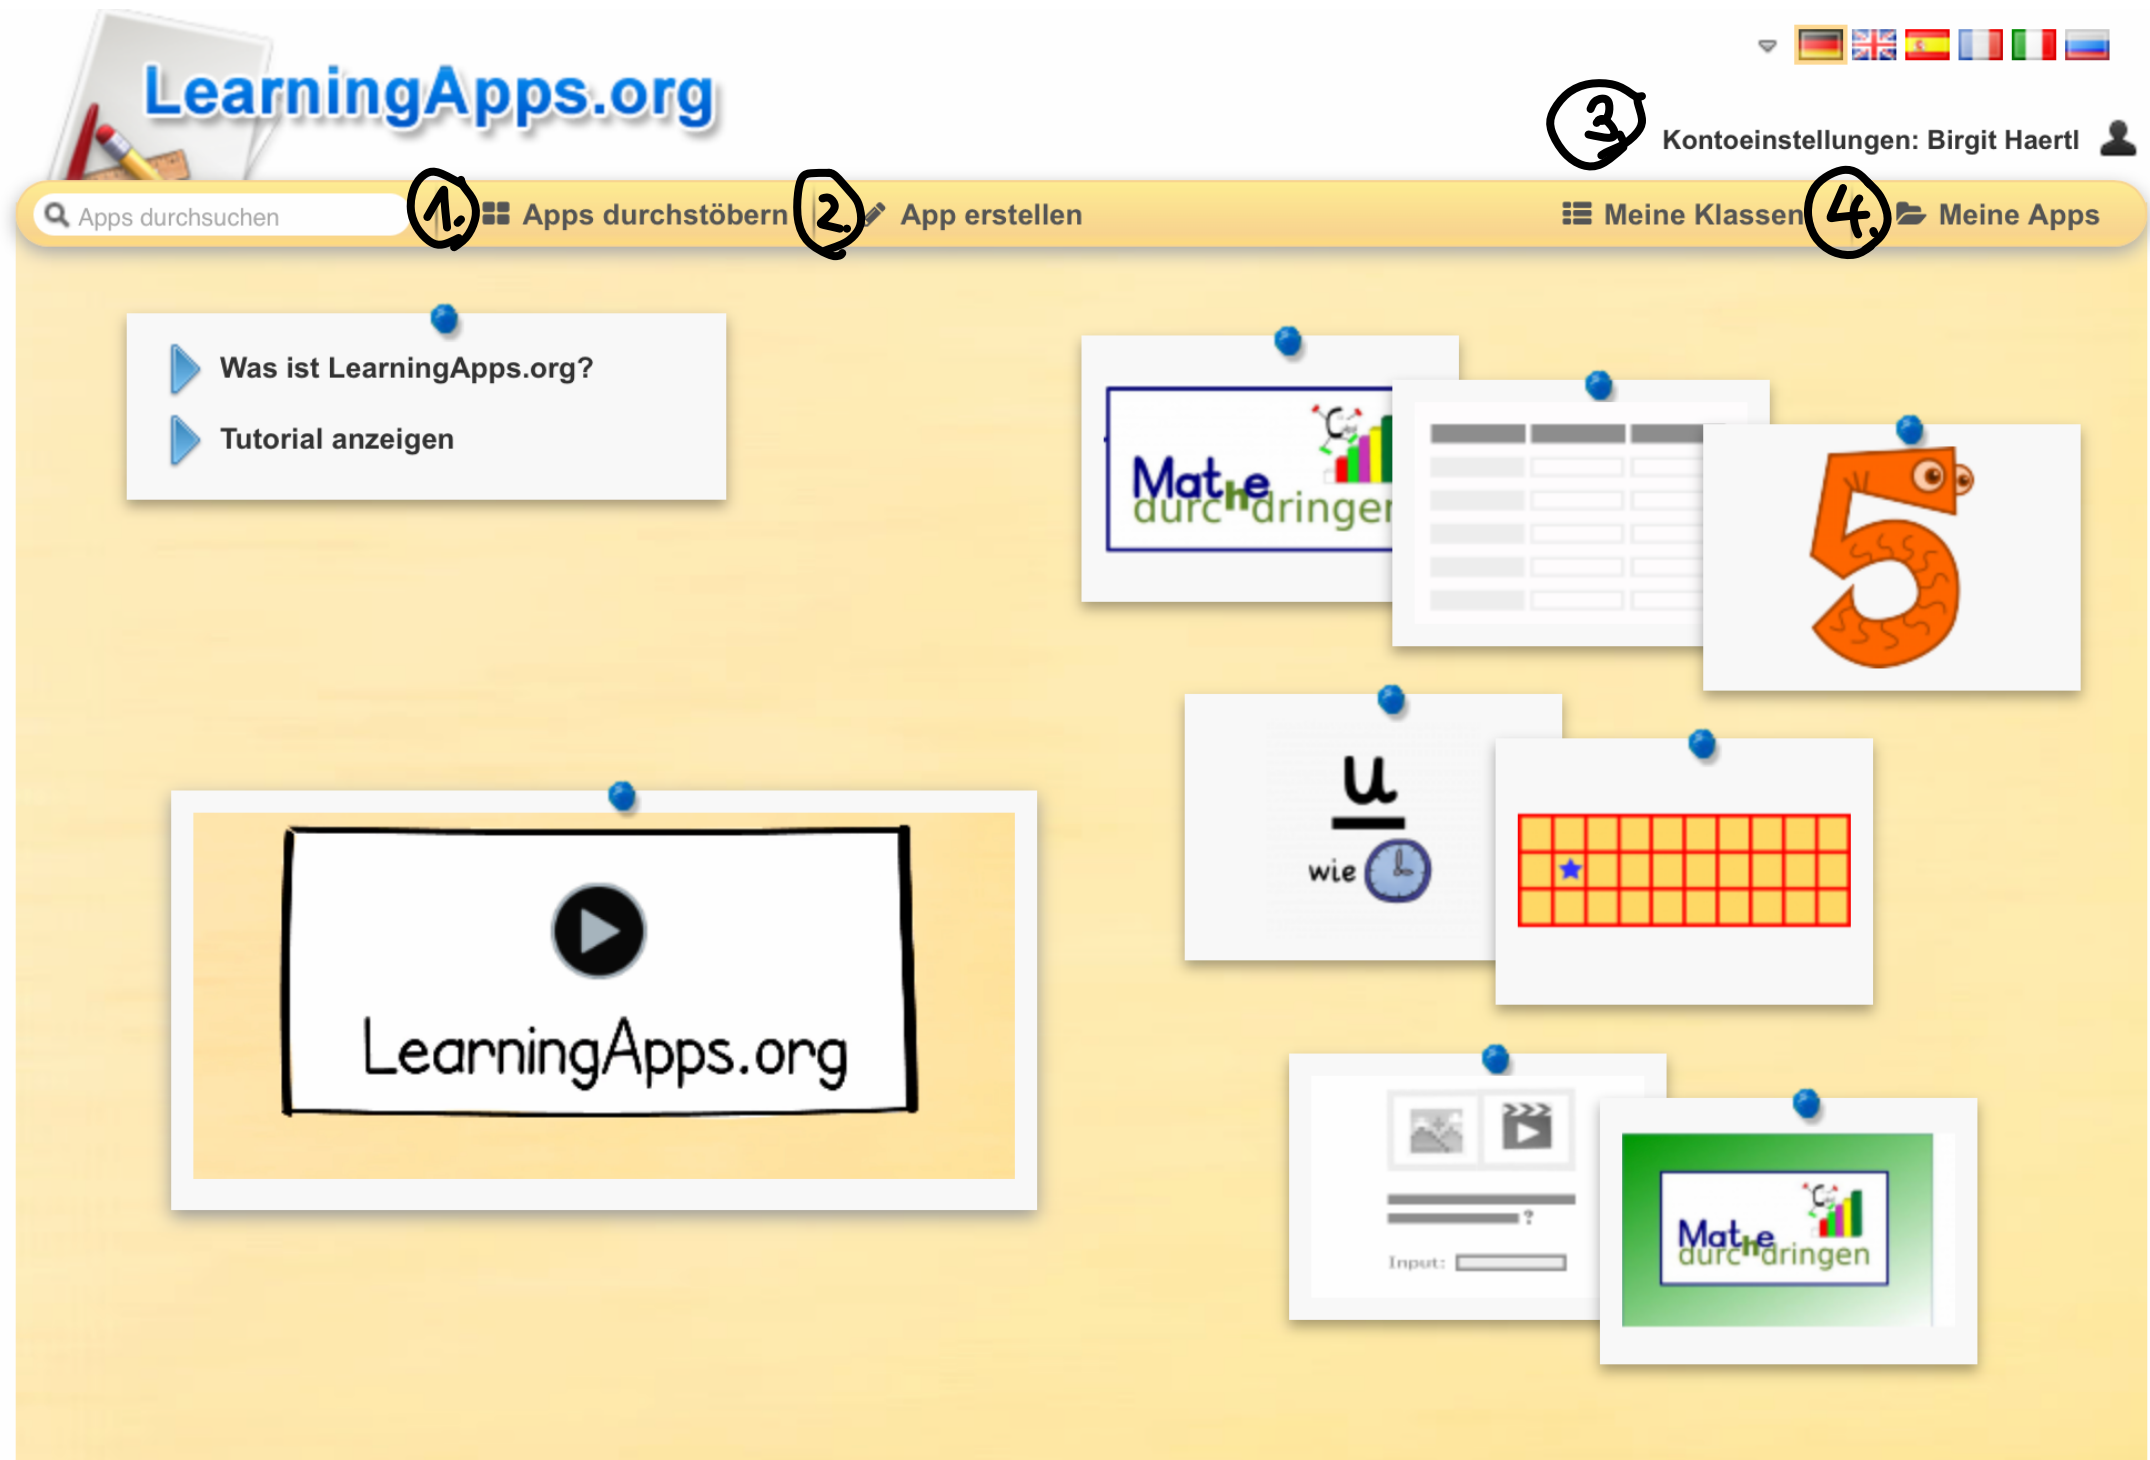 LearningApps.org
3.
Kontoeinstellungen: Birgit Haertl
Apps durchsuchen
1.
Apps durchstöbern
2.
App erstellen
Meine Klassen
4.
Meine Apps
Was ist LearningApps.org?
Tutorial anzeigen
Mathe
durchdringen
u
wie
LearningApps.org
?
Input:
Mathe
durchdringen